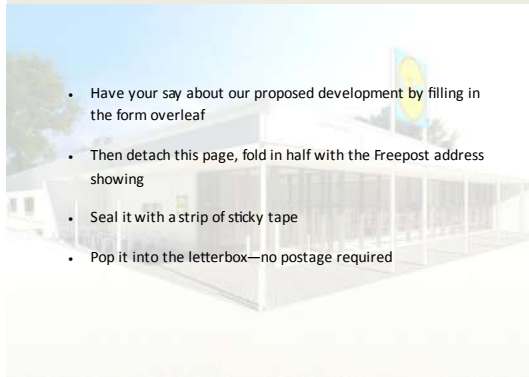 • Have your say about our proposed development by filling in
the form overleaf
• Then detach this page, fold in half with the Freepost address
showing
• Seal it with a strip of sticky tape
• Pop it into the letterbox—no postage required